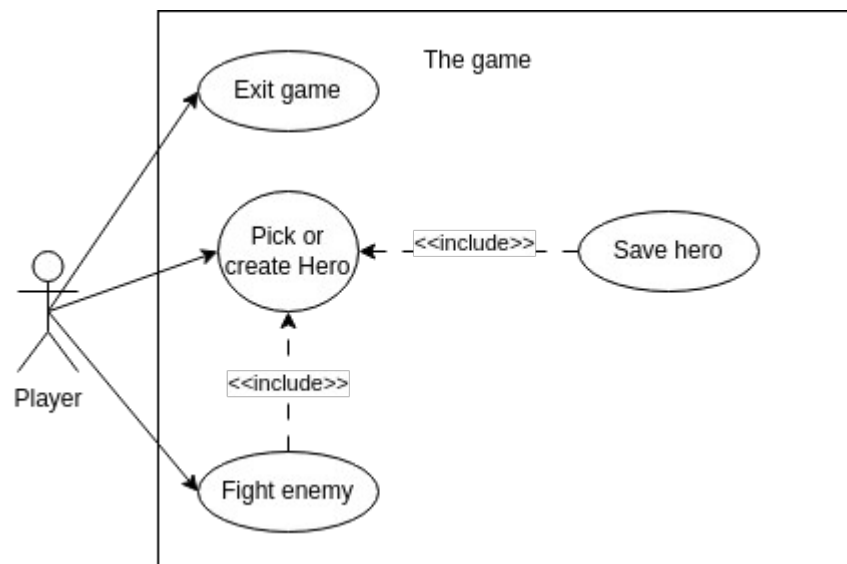 The game
Exit game
Pick or
create Hero
<<include>>
Save hero
<<include>>
Player
Fight enemy